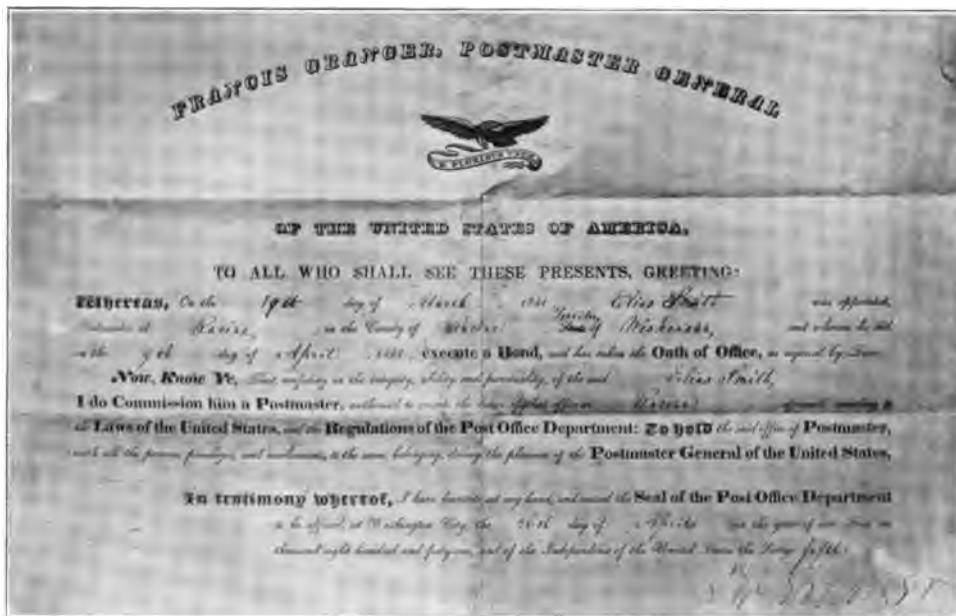 FRANCIS GRANGER, POSTMASTER GENERAL
E PLURIBUS UNUM
OF THE UNITED STATES OF AMERICA,
TO ALL WHO SHALL SEE THESE PRESENTS, GREETING:
Whereas, On the day of March Elias Smith was appointed,
Postmaster at Racine, in the County of Racine Territory of and whereas he did
on the day of April execute a Bond, and has taken the Oath of Office, as required by Law:
Now, Know Ye, That confiding in the integrity, ability and punctuality, of the said Elias Smith,
I do Commission him a Postmaster, authorized to execute the duties of that office at Racine aforesaid according to
the Laws of the United States, and the Regulations of the Post Office Department: To Hold the said office of Postmaster,
with all the powers, privileges, and emoluments, to the same belonging, during the pleasure of the Postmaster General of the United States,
In testimony whereof, I have hereunto set my hand, and caused the Seal of the Post Office Department
to be affixed, at Washington City, the day of April in the year of our Lord one
thousand eight hundred and forty-one, and of the Independence of the United States the Sixty fifth.